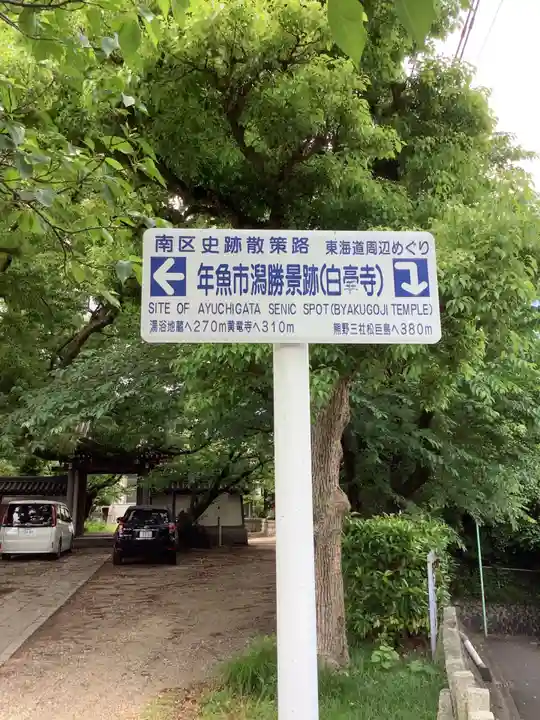 南区史跡散策路 東海道周辺めぐり
年魚市潟勝景跡(白毫寺)
SITE OF AYUCHIGATA SENIC SPOT(BYAKUGOJI TEMPLE)
湯浴地蔵へ270m黄竜寺へ310m 熊野三社松巨島へ380m